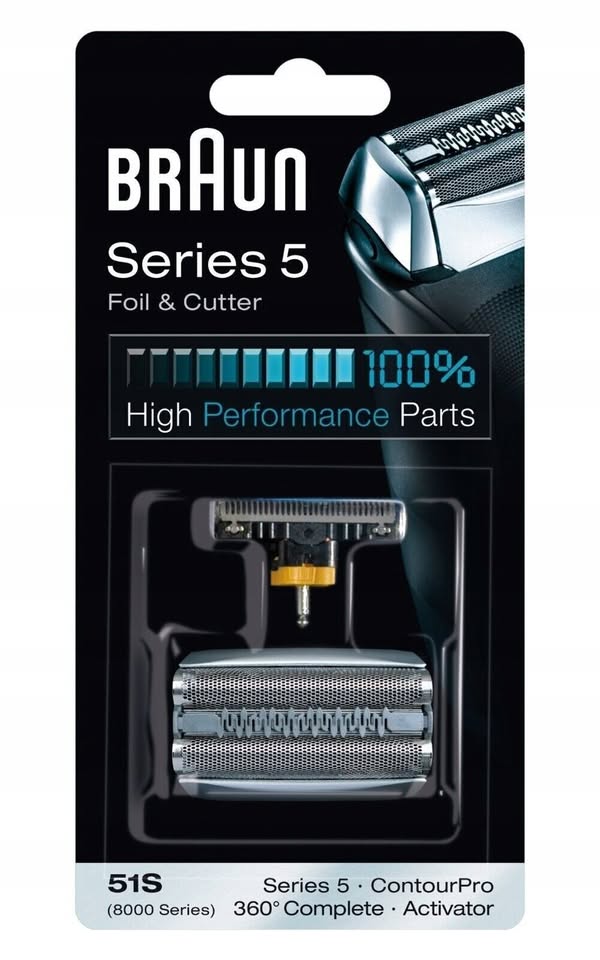 BRAUN
Series 5
Foil & Cutter
100%
High Performance Parts
51S
(8000 Series)
Series 5 · ContourPro
360° Complete · Activator